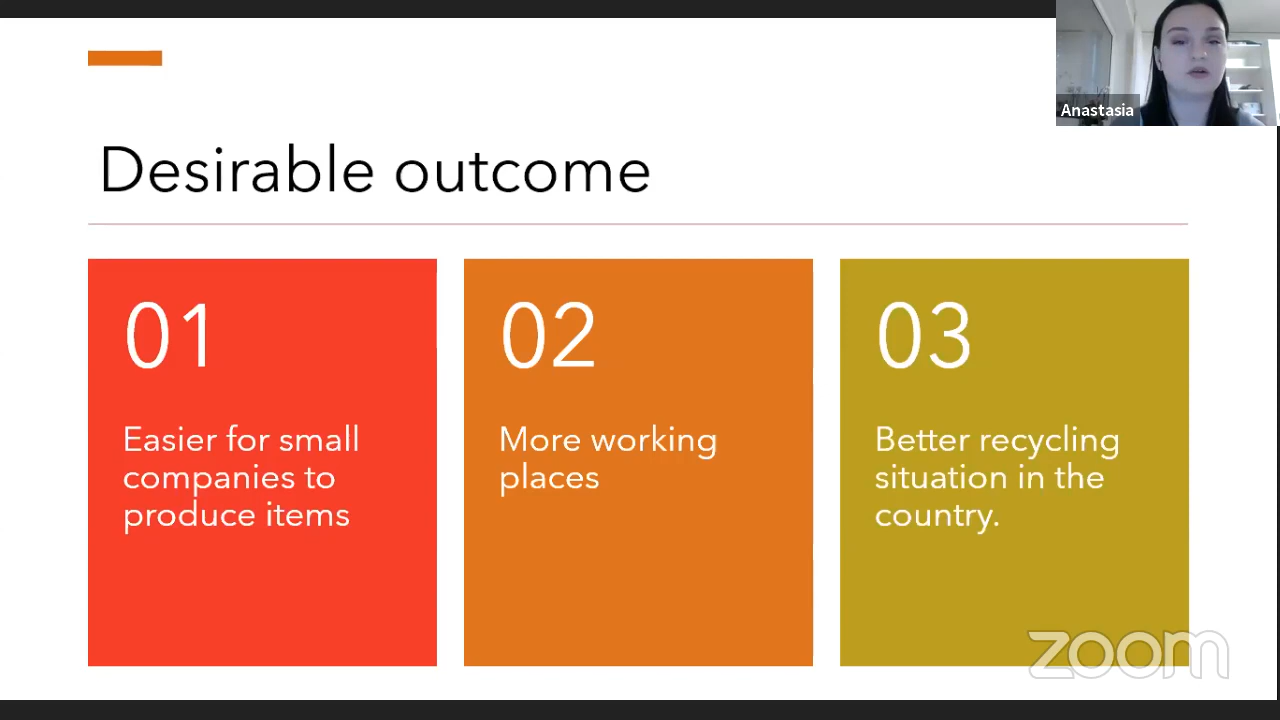 Anastasia
Desirable outcome
01
Easier for small
companies to
produce items
02
More working
places
03
Better recycling
situation in the
country.
zoom